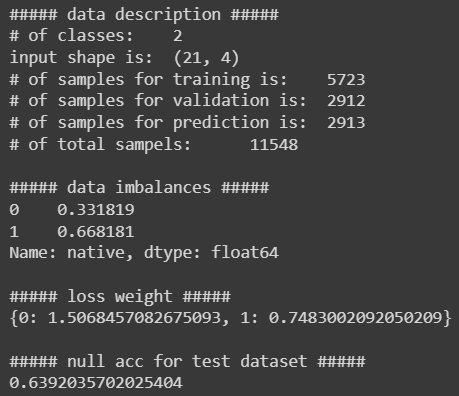 ##### data description #####
# of classes:    2
input shape is:  (21, 4)
# of samples for training is:    5723
# of samples for validation is:  2912
# of samples for prediction is:  2913
# of total sampels:      11548
##### data imbalances #####
0    0.331819
1    0.668181
Name: native, dtype: float64
##### loss weight #####
{0: 1.5068457082675093, 1: 0.7483002092050209}
##### null acc for test dataset #####
0.6392035702025404